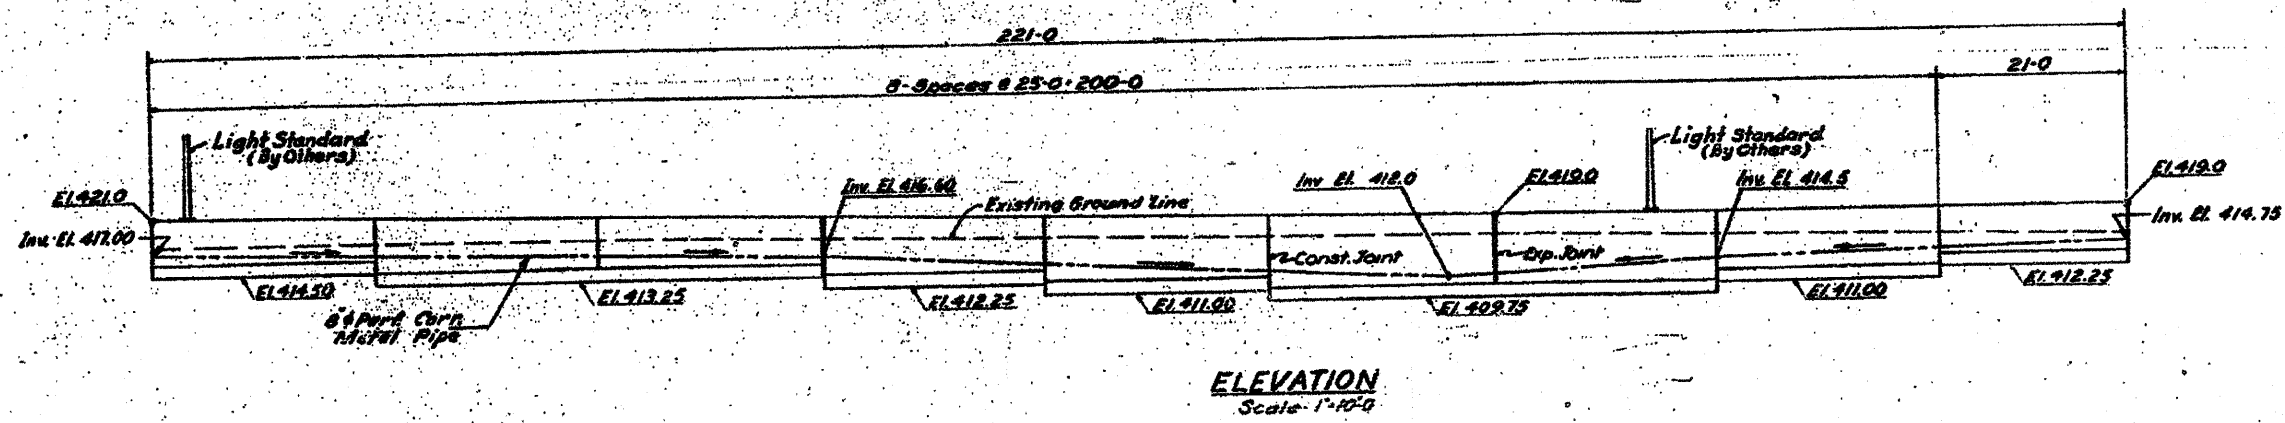 221-0
8-Spaces @ 25-0 = 200-0
21-0
Light Standard
(By Others)
Light Standard
(By Others)
El. 421.0
Inv. El. 416.60
Inv. El. 412.0
El. 419.0
Inv. El. 414.5
El. 419.0
Inv. El. 417.00
Existing Ground Line
Inv. El. 414.75
Const. Joint
Exp. Joint
El. 414.50
El. 413.25
El. 412.25
El. 411.00
El. 409.75
El. 411.00
El. 412.25
8"ϕ Perf. Corr.
Metal Pipe
ELEVATION
Scale - 1"=10'-0